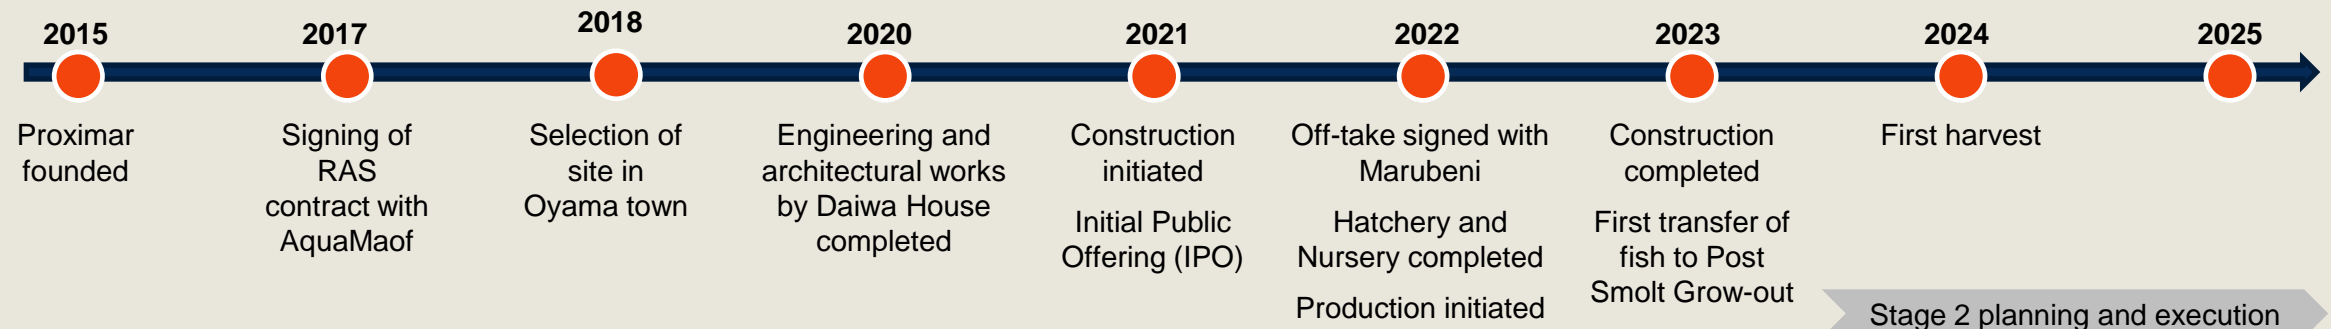 2015
Proximar
founded
2017
Signing of
RAS
contract with
AquaMaof
2018
Selection of
site in
Oyama town
2020
Engineering and
architectural works
by Daiwa House
completed
2021
Construction
initiated
Initial Public
Offering (IPO)
2022
Off-take signed with
Marubeni
Hatchery and
Nursery completed
Production initiated
2023
Construction
completed
First transfer of
fish to Post
Smolt Grow-out
2024
First harvest
2025
Stage 2 planning and execution